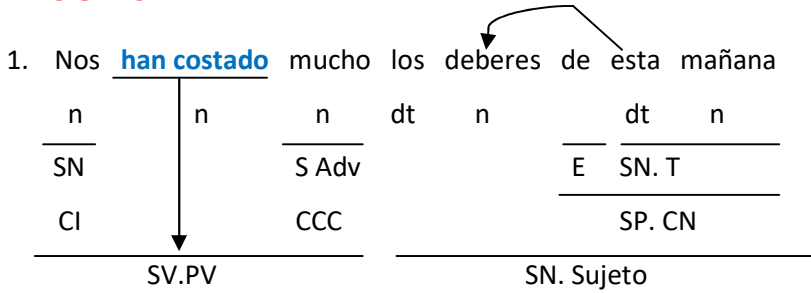 1. Nos han costado mucho los deberes de esta mañana
n n n dt n dt n
SN S Adv E SN. T
CI CCC SP. CN
SV.PV SN. Sujeto